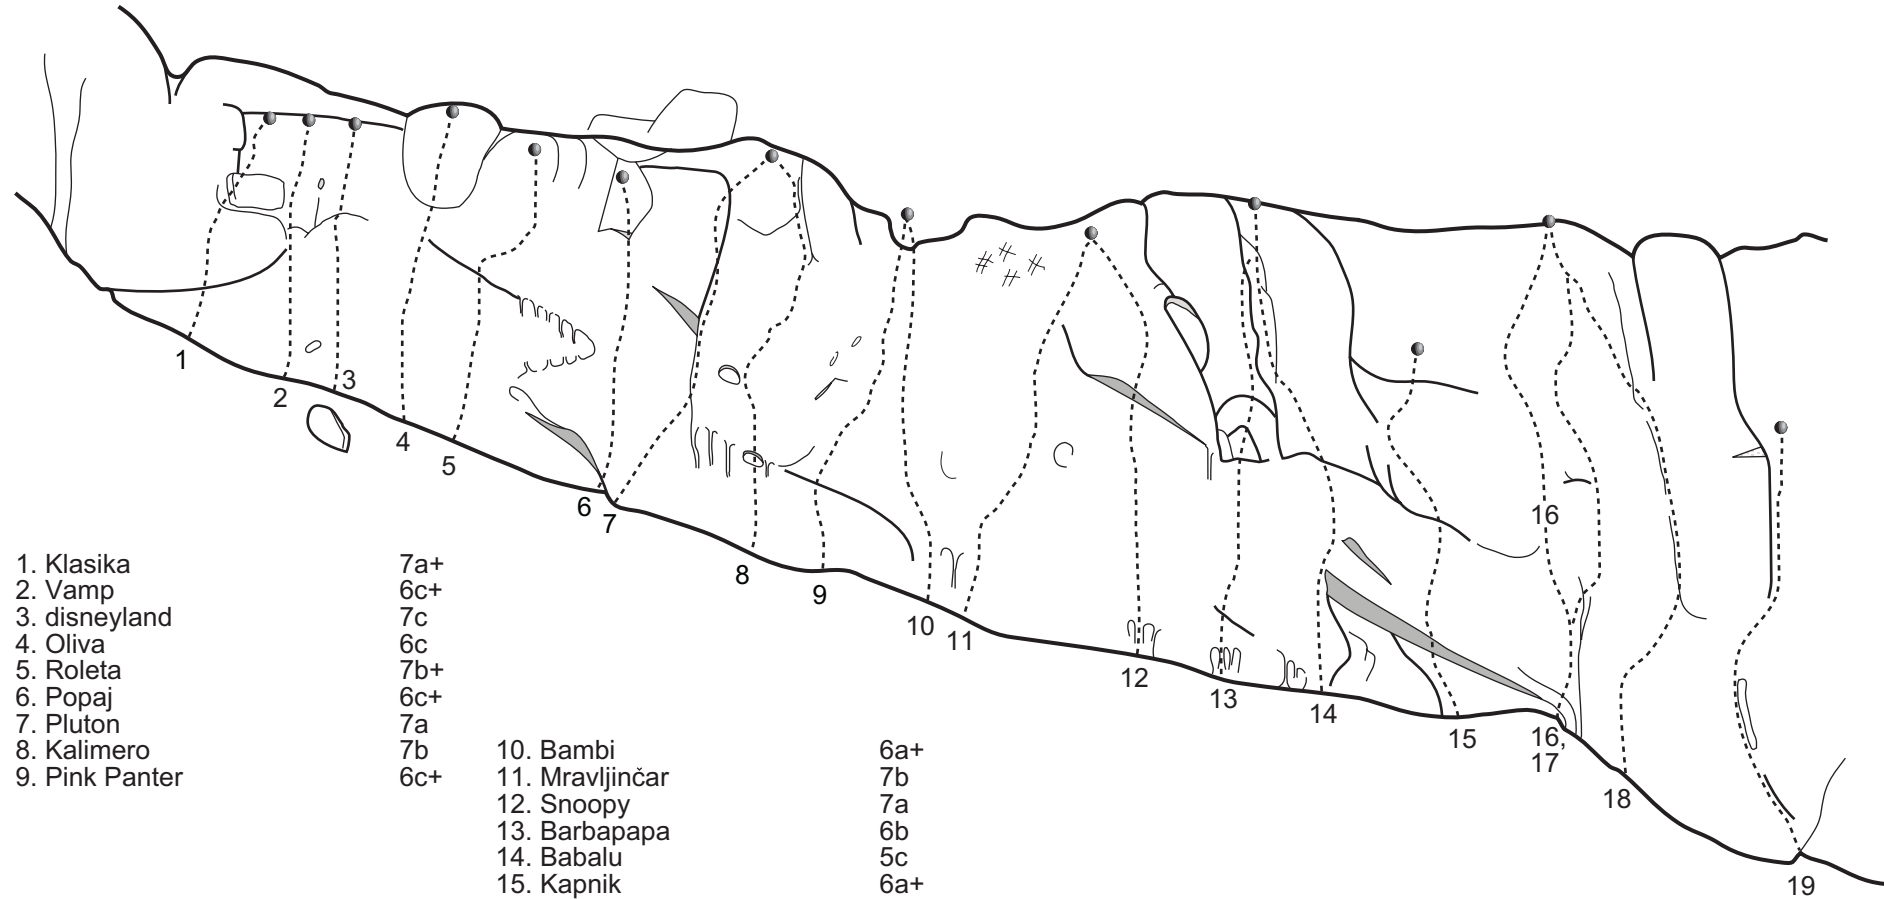 1
2
3
4
5
6
7
8
9
10
11
12
13
14
15
16
16,
17
18
19
1. Klasika 7a+
2. Vamp 6c+
3. disneyland 7c
4. Oliva 6c
5. Roleta 7b+
6. Popaj 6c+
7. Pluton 7a
8. Kalimero 7b
9. Pink Panter 6c+
10. Bambi 6a+
11. Mravljinčar 7b
12. Snoopy 7a
13. Barbapapa 6b
14. Babalu 5c
15. Kapnik 6a+